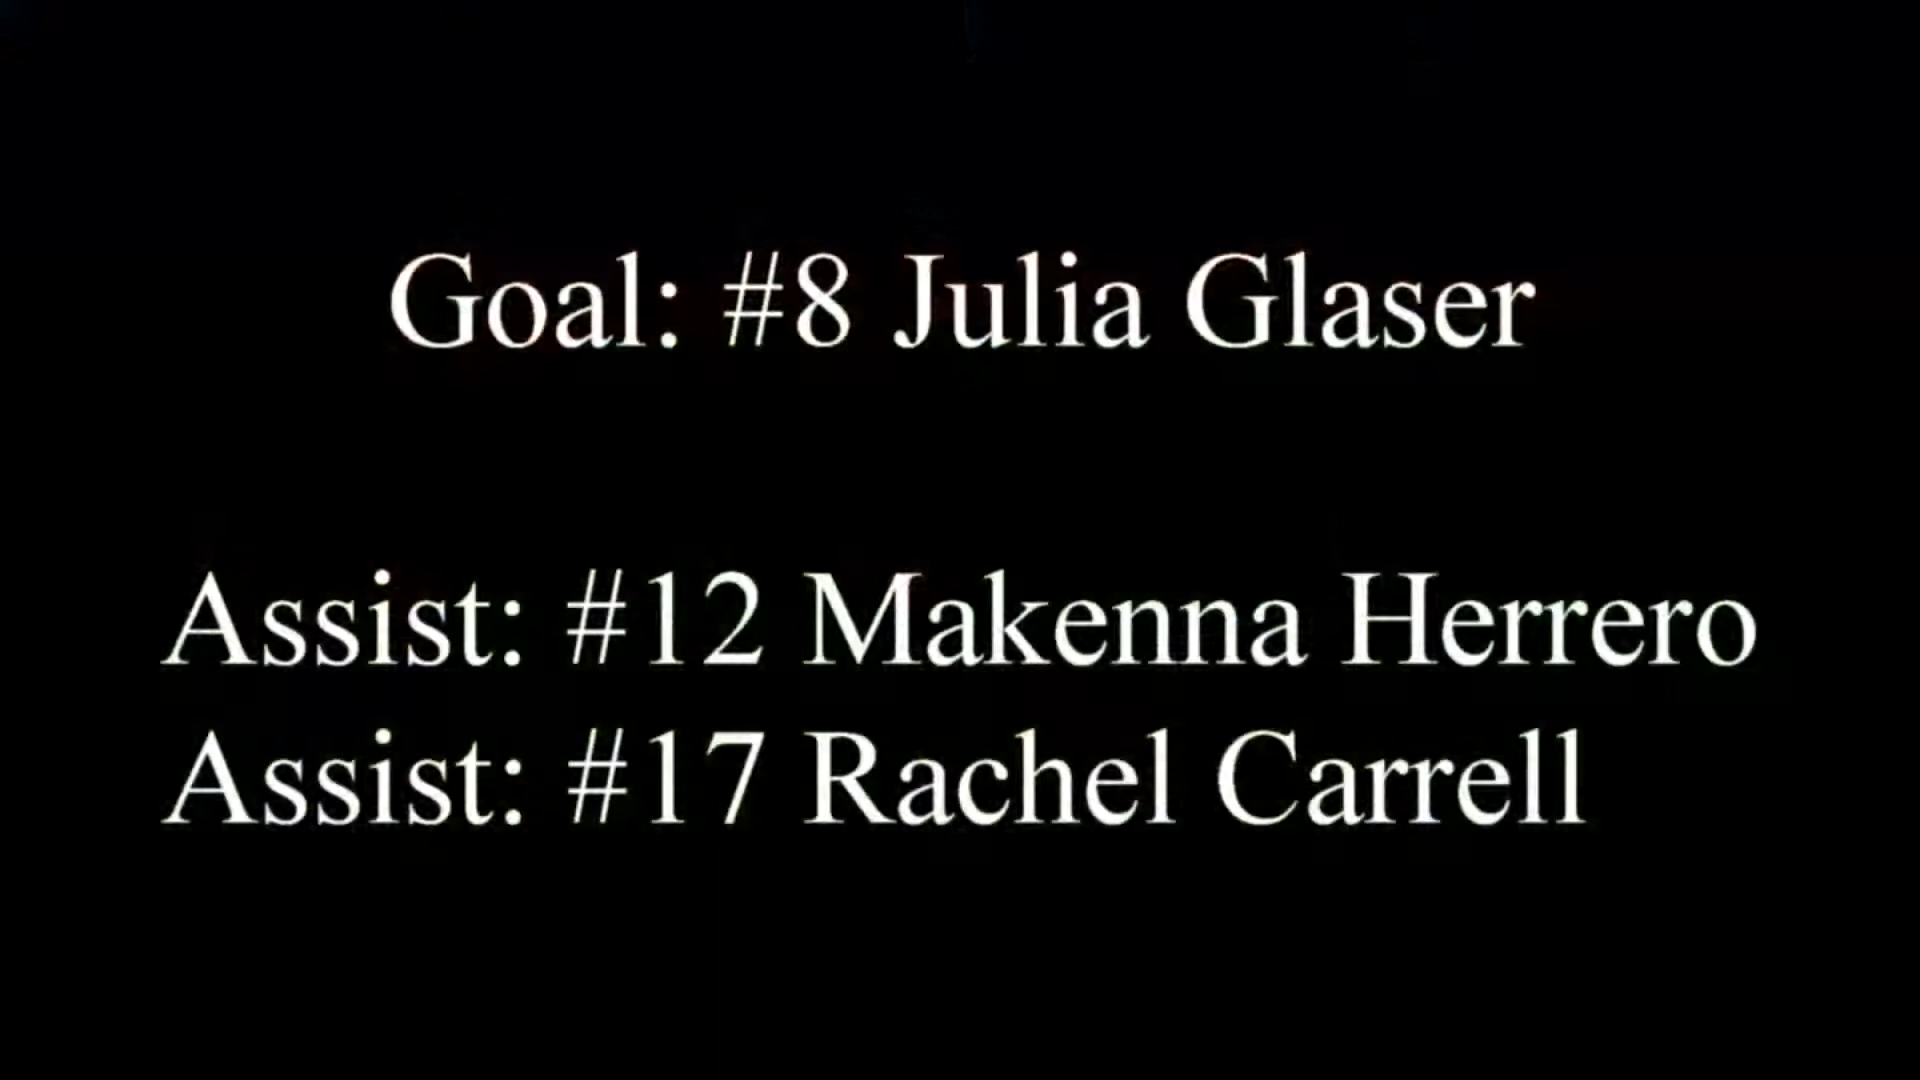 Goal: #8 Julia Glaser
Assist: #12 Makenna Herrero
Assist: #17 Rachel Carrell